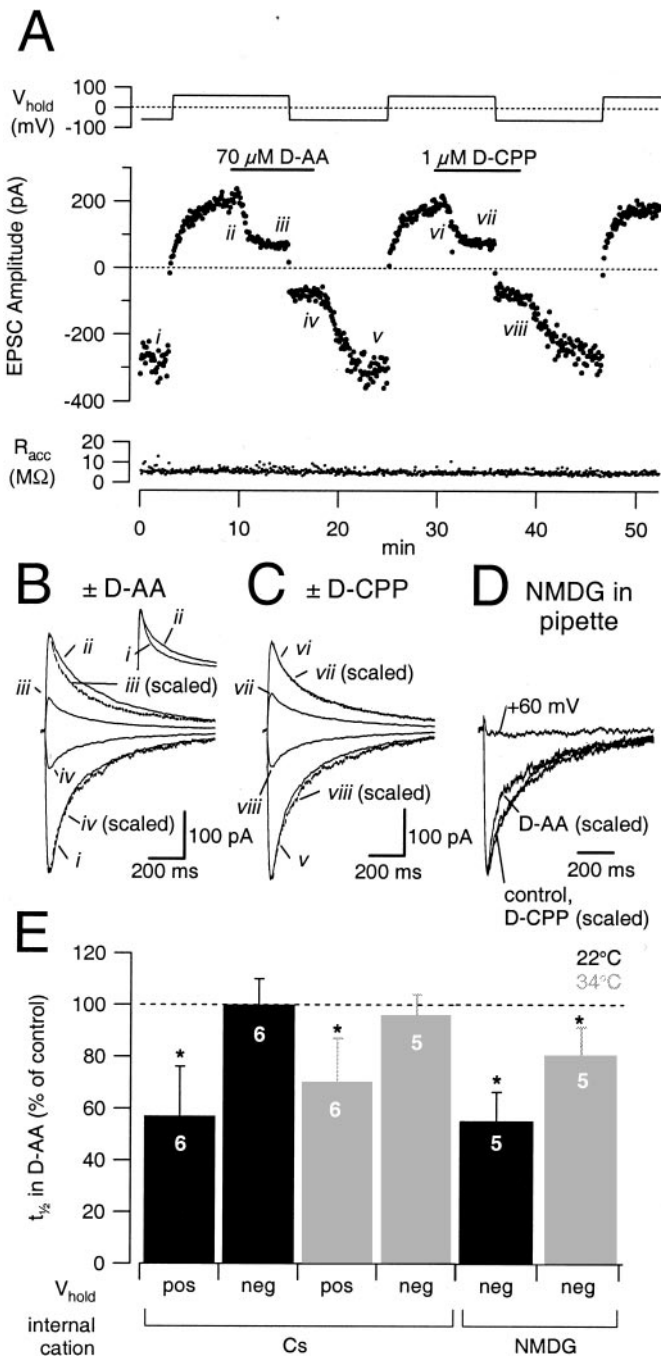 A
V hold (mV)
100
0
-100
70 µM D-AA
1 µM D-CPP
EPSC Amplitude (pA)
200
0
-200
-400
i
ii
iii
iv
v
vi
vii
viii
R acc (MΩ)
20
10
0
0 10 20 30 40 50
min
B ± D-AA
ii
i
ii
iii (scaled)
iii
iv
iv (scaled)
i
100 pA
200 ms
C ± D-CPP
vi
vii (scaled)
vii
viii
viii (scaled)
v
100 pA
200 ms
D NMDG in
pipette
+60 mV
D-AA (scaled)
200 ms
control,
D-CPP (scaled)
E
t½ in D-AA (% of control)
120
100
80
60
40
20
0
22°C
34°C
* * * *
6 6 6 5 5 5
V hold
pos neg pos neg neg neg
internal
cation
Cs NMDG